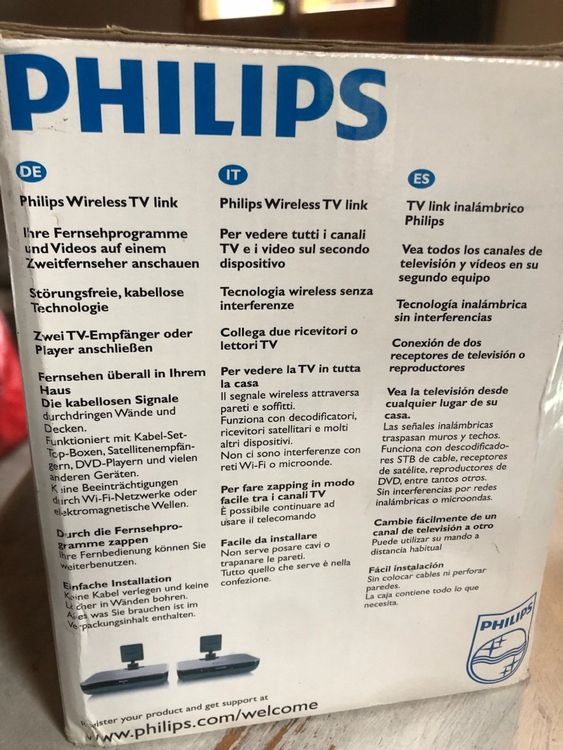 PHILIPS
DE
Philips Wireless TV link
Ihre Fernsehprogramme
und Videos auf einem
Zweitfernseher anschauen
Störungsfreie, kabellose
Technologie
Zwei TV-Empfänger oder
Player anschließen
Fernsehen überall in Ihrem
Haus
Die kabellosen Signale
durchdringen Wände und
Decken.
Funktioniert mit Kabel-Set-
Top-Boxen, Satellitenempfän-
gern, DVD-Playern und vielen
anderen Geräten.
Keine Beeinträchtigungen
durch Wi-Fi-Netzwerke oder
elektromagnetische Wellen.
Durch die Fernsehpro-
gramme zappen
Ihre Fernbedienung können Sie
weiterbenutzen.
Einfache Installation
Keine Kabel verlegen und keine
Löcher in Wänden bohren.
Alles was Sie brauchen ist im
Verpackungsinhalt enthalten.
IT
Philips Wireless TV link
Per vedere tutti i canali
TV e i video sul secondo
dispositivo
Tecnologia wireless senza
interferenze
Collega due ricevitori o
lettori TV
Per vedere la TV in tutta
la casa
Il segnale wireless attraversa
pareti e soffitti.
Funziona con decodificatori,
ricevitori satellitari e molti
altri dispositivi.
Non ci sono interferenze con
reti Wi-Fi o microonde.
Per fare zapping in modo
facile tra i canali TV
È possibile continuare ad
usare il telecomando
Facile da installare
Non serve posare cavi o
trapanare le pareti.
Tutto quello che serve è nella
confezione.
ES
TV link inalámbrico
Philips
Vea todos los canales de
televisión y vídeos en su
segundo equipo
Tecnología inalámbrica
sin interferencias
Conexión de dos
receptores de televisión o
reproductores
Vea la televisión desde
cualquier lugar de su
casa.
Las señales inalámbricas
traspasan muros y techos.
Funciona con descodificado-
res STB de cable, receptores
de satélite, reproductores de
DVD, entre tantos otros.
Sin interferencias por redes
inalámbricas o microondas.
Cambie fácilmente de un
canal de televisión a otro
Puede utilizar su mando a
distancia habitual
Fácil instalación
Sin colocar cables ni perforar
paredes.
La caja contiene todo lo que
necesita.
PHILIPS
Register your product and get support at
www.philips.com/welcome